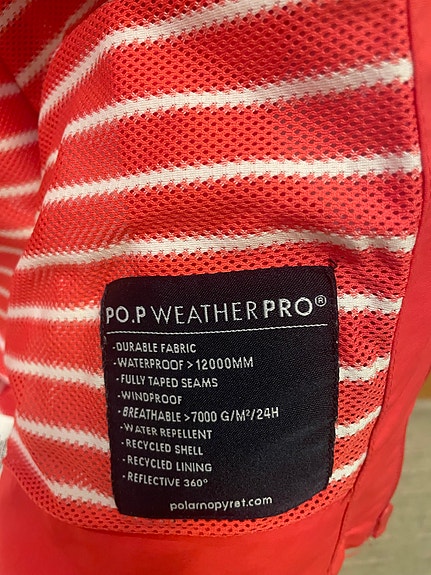 PO.P WEATHERPRO®
-DURABLE FABRIC
-WATERPROOF >12000MM
-FULLY TAPED SEAMS
-WINDPROOF
-BREATHABLE >7000 G/M²/24H
-WATER REPELLENT
-RECYCLED SHELL
-RECYCLED LINING
-REFLECTIVE 360°
polarnopyret.com